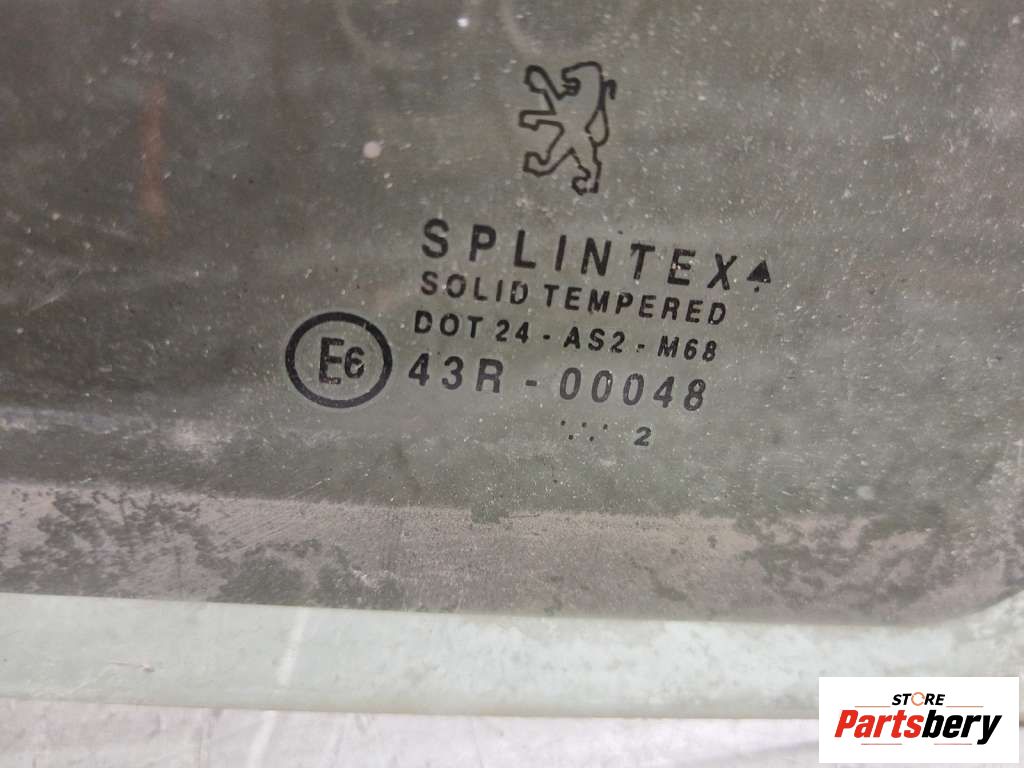 SPLINTEX
SOLID TEMPERED
DOT 24 - AS2 - M68
E6 43R - 00048
2
STORE
Partsbery